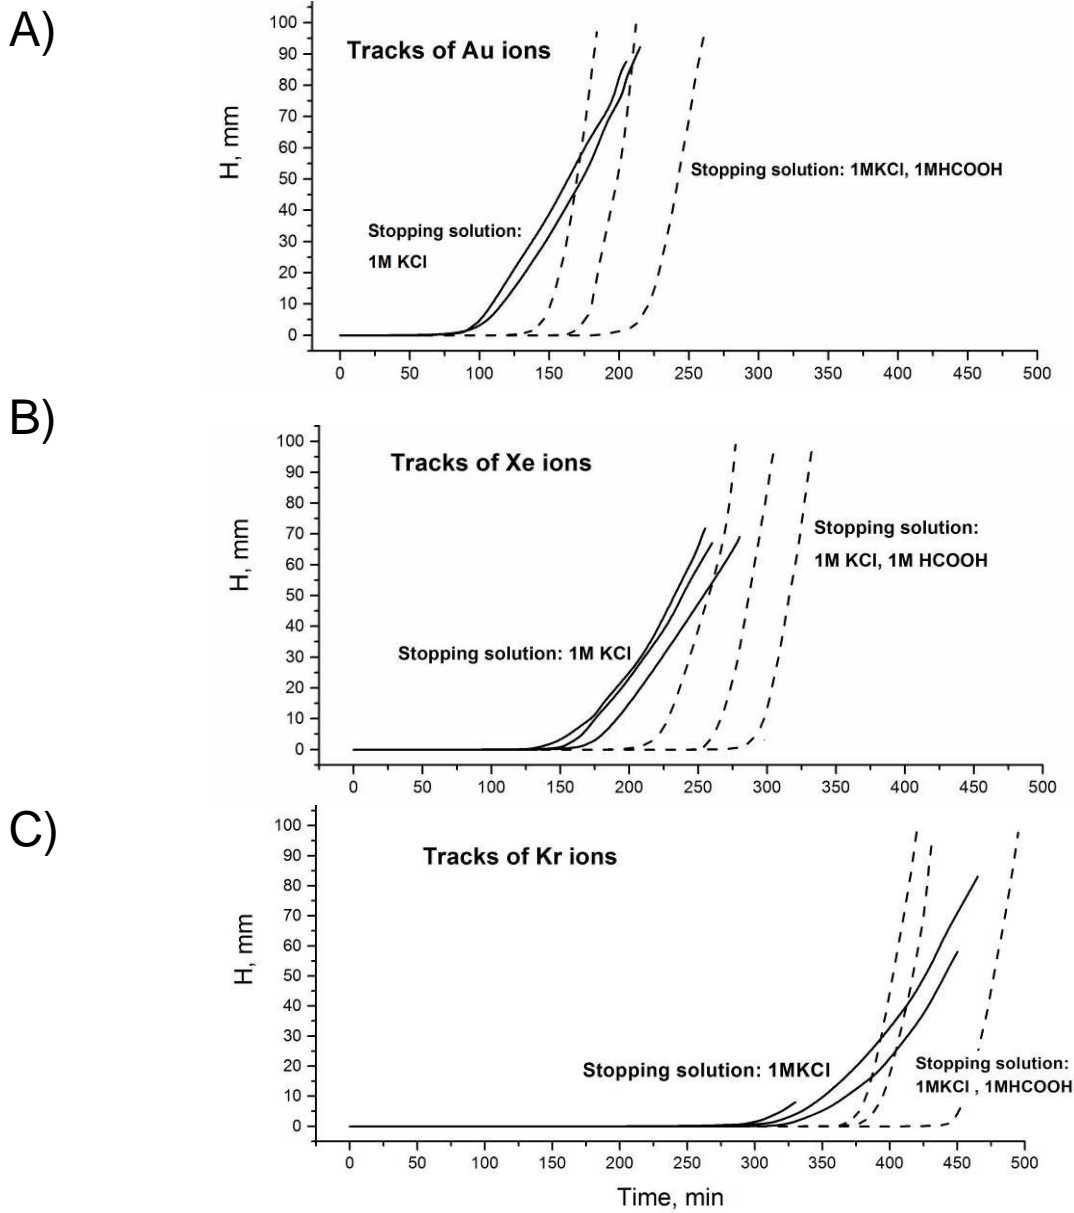 A)
Tracks of Au ions
H, mm
100
90
80
70
60
50
40
30
20
10
0
Stopping solution: 1MKCl, 1MHCOOH
Stopping solution:
1M KCl
0 50 100 150 200 250 300 350 400 450 500
B)
Tracks of Xe ions
H, mm
100
90
80
70
60
50
40
30
20
10
0
Stopping solution:
1M KCl, 1M HCOOH
Stopping solution: 1M KCl
0 50 100 150 200 250 300 350 400 450 500
C)
Tracks of Kr ions
H, mm
100
90
80
70
60
50
40
30
20
10
0
Stopping solution: 1MKCl
Stopping solution:
1MKCl , 1MHCOOH
0 50 100 150 200 250 300 350 400 450 500
Time, min